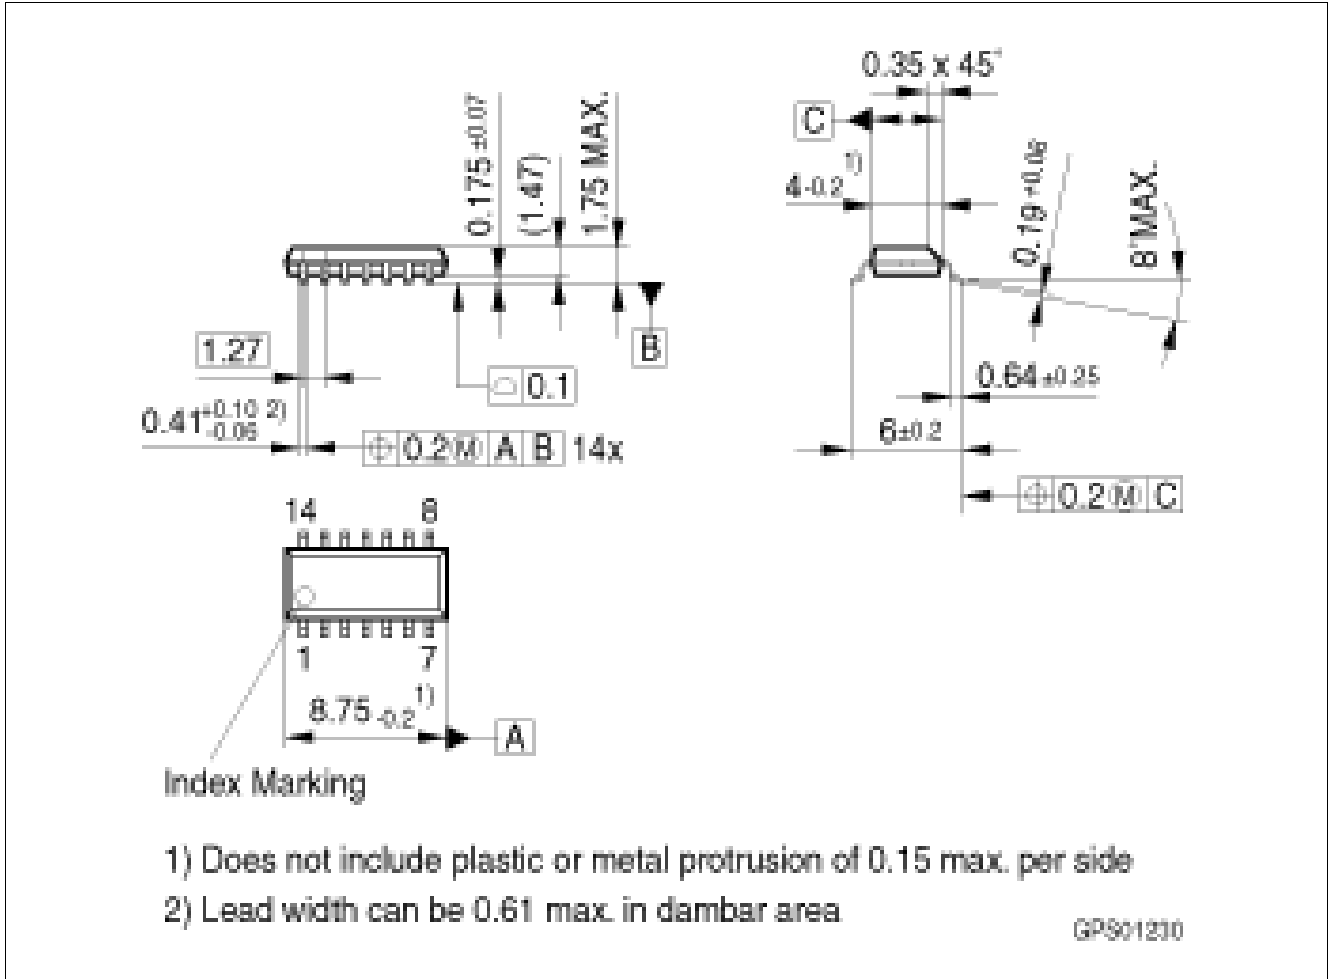 0.35 x 45°
C
4-0.2 1)
0.175 ±0.07
(1.47)
1.75 MAX.
0.19 +0.06
8° MAX.
B
1.27
0.1
0.64 ±0.25
0.41 +0.10 -0.06 2)
6 ±0.2
0.2 Ⓜ A B 14x
0.2 Ⓜ C
14 8
1 7
8.75 -0.2 1)
A
Index Marking
1) Does not include plastic or metal protrusion of 0.15 max. per side
2) Lead width can be 0.61 max. in dambar area
GPS01230